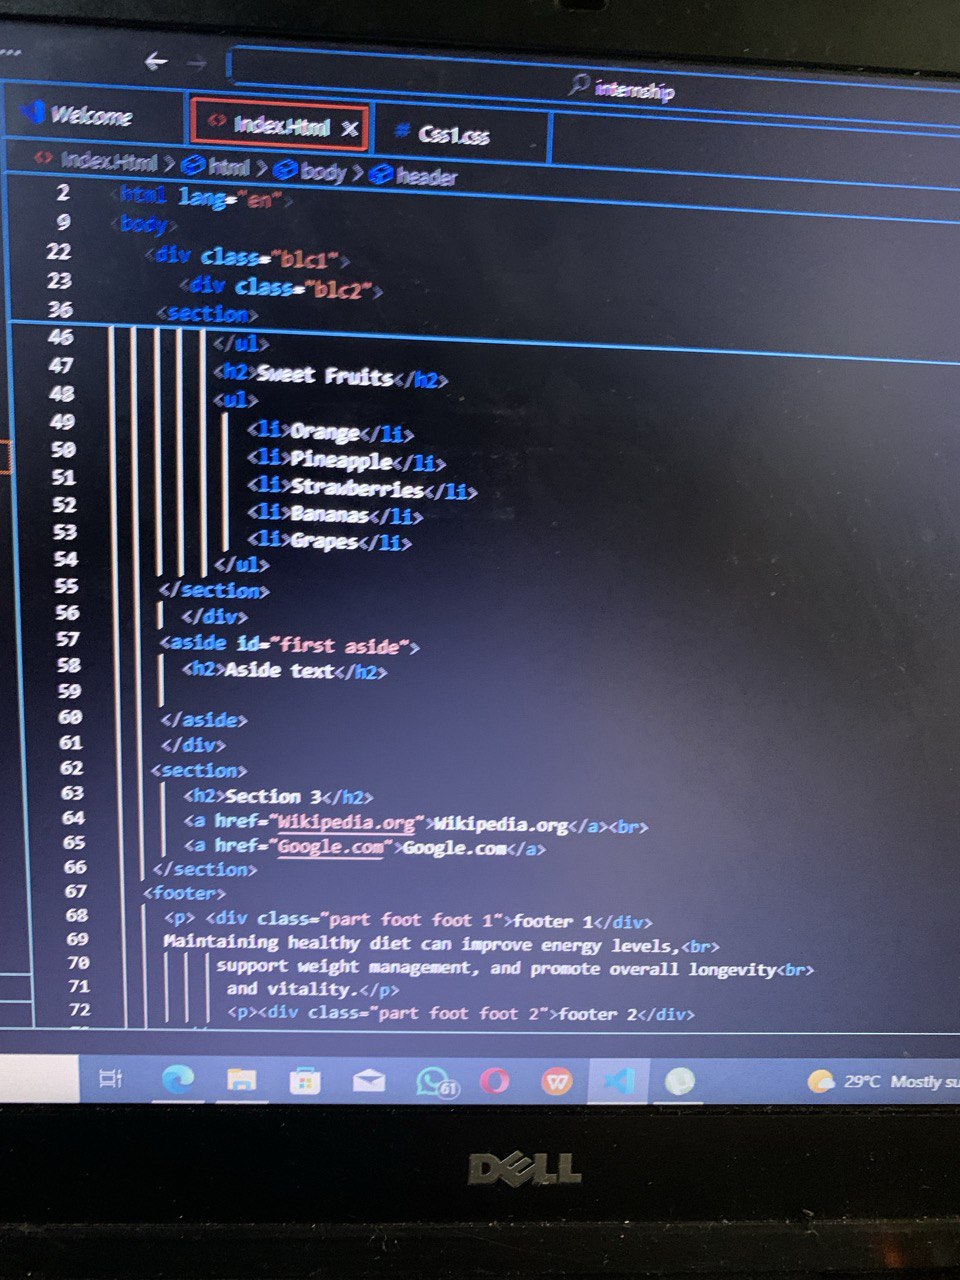 internship
Welcome
<> Index.Html X
# Css1.css
<> Index.Html > html > body > header
2 <html lang="en">
9 <body>
22 <div class="blc1">
23 <div class="blc2">
36 <section>
46 </ul>
47 <h2>Sweet Fruits</h2>
48 <ul>
49 <li>Orange</li>
50 <li>Pineapple</li>
51 <li>Strawberries</li>
52 <li>Bananas</li>
53 <li>Grapes</li>
54 </ul>
55 </section>
56 </div>
57 <aside id="first aside">
58 <h2>Aside text</h2>
59
60 </aside>
61 </div>
62 <section>
63 <h2>Section 3</h2>
64 <a href="Wikipedia.org">Wikipedia.org</a><br>
65 <a href="Google.com">Google.com</a>
66 </section>
67 <footer>
68 <p> <div class="part foot foot 1">footer 1</div>
69 Maintaining healthy diet can improve energy levels,<br>
70 support weight management, and promote overall longevity<br>
71 and vitality.</p>
72 <p><div class="part foot foot 2">footer 2</div>
61
29°C Mostly su
DELL